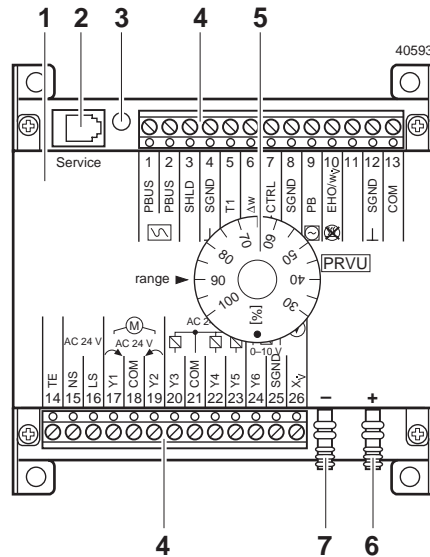 1 2 3 4 5
40593
Service
1 2 3 4 5 6 7 8 9 10 11 12 13
PBUS PBUS SHLD SGND T1 Δw CTRL SGND PB EHO/w SGND COM
range
100 96 08 70 60 50 40 30
[%]
PRVU
M
AC 2
AC 24 V AC 24 V
0–10 V
TE NS LS Y1 COM Y2 Y3 COM Y4 Y5 Y6 SGND X
14 15 16 17 18 19 20 21 22 23 24 25 26
– +
4 7 6